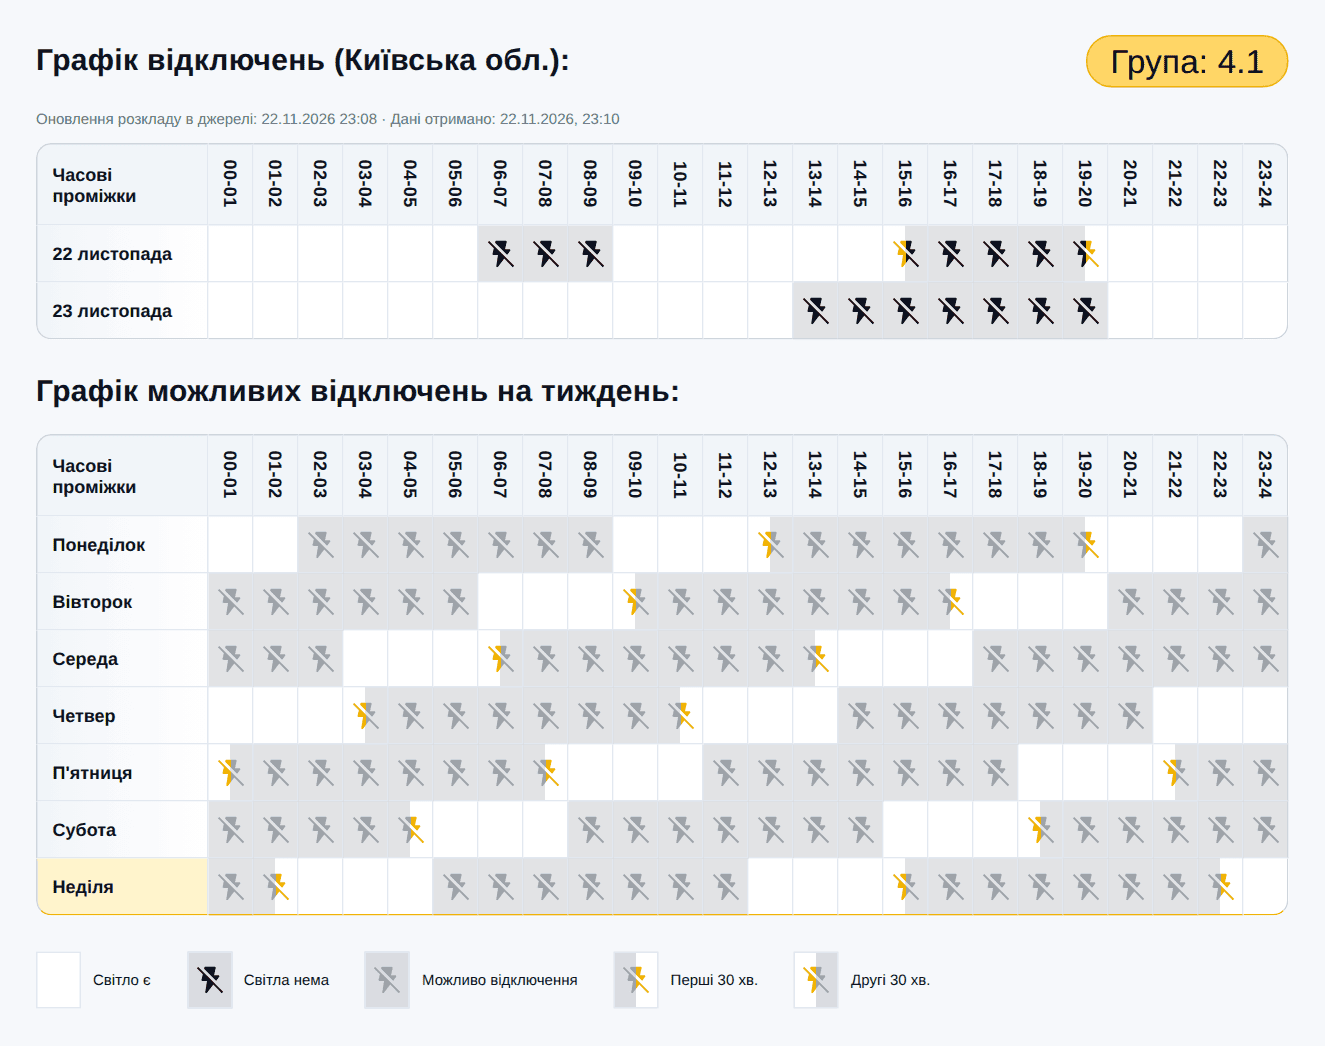 Графік відключень (Київська обл.):
Група: 4.1
Оновлення розкладу в джерелі: 22.11.2026 23:08 · Дані отримано: 22.11.2026, 23:10
Часові
проміжки
00-01 01-02 02-03 03-04 04-05 05-06 06-07 07-08 08-09 09-10 10-11 11-12 12-13 13-14 14-15 15-16 16-17 17-18 18-19 19-20 20-21 21-22 22-23 23-24
22 листопада
23 листопада
Графік можливих відключень на тиждень:
Часові
проміжки
00-01 01-02 02-03 03-04 04-05 05-06 06-07 07-08 08-09 09-10 10-11 11-12 12-13 13-14 14-15 15-16 16-17 17-18 18-19 19-20 20-21 21-22 22-23 23-24
Понеділок
Вівторок
Середа
Четвер
П'ятниця
Субота
Неділя
Світло є
Світла нема
Можливо відключення
Перші 30 хв.
Другі 30 хв.